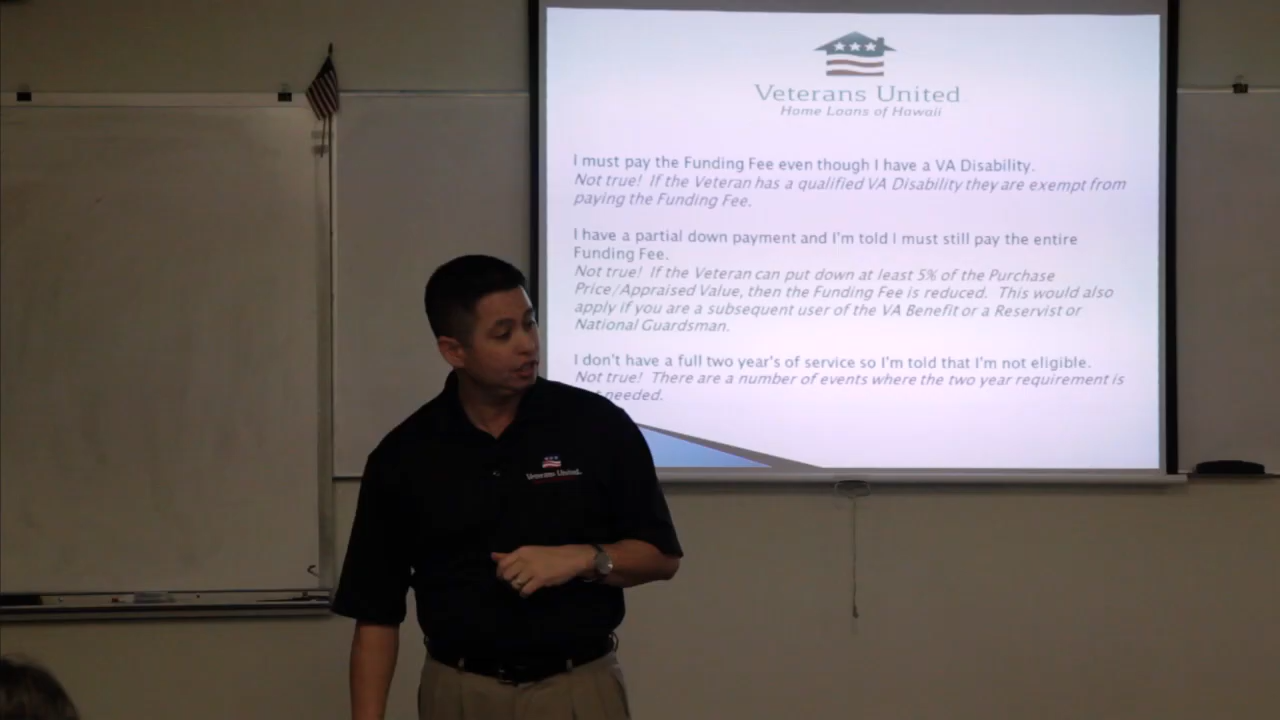 Veterans United
Home Loans of Hawaii
I must pay the Funding Fee even though I have a VA Disability.
Not true! If the Veteran has a qualified VA Disability they are exempt from
paying the Funding Fee.
I have a partial down payment and I'm told I must still pay the entire
Funding Fee.
Not true! If the Veteran can put down at least 5% of the Purchase
Price/Appraised Value, then the Funding Fee is reduced. This would also
apply if you are a subsequent user of the VA Benefit or a Reservist or
National Guardsman.
I don't have a full two year's of service so I'm told that I'm not eligible.
Not true! There are a number of events where the two year requirement is
needed.
Veterans United